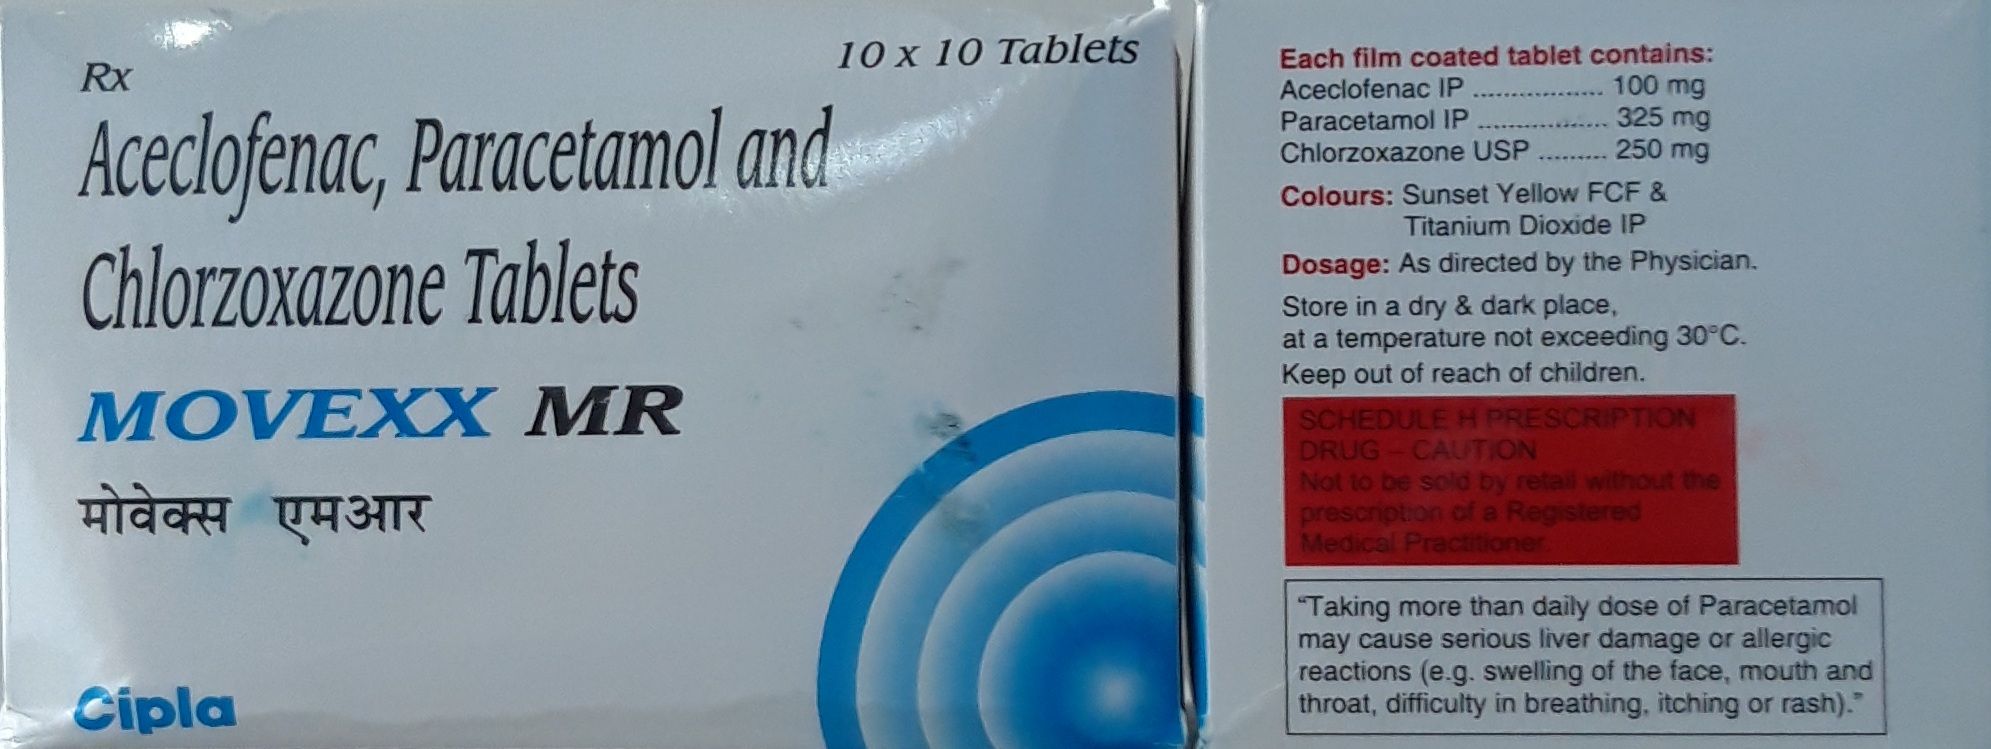 Rx
10 x 10 Tablets
Aceclofenac, Paracetamol and
Chlorzoxazone Tablets
MOVEXX MR
मोवेक्स एमआर
Cipla
Each film coated tablet contains:
Aceclofenac IP .................. 100 mg
Paracetamol IP .................. 325 mg
Chlorzoxazone USP ......... 250 mg
Colours: Sunset Yellow FCF &
Titanium Dioxide IP
Dosage: As directed by the Physician.
Store in a dry & dark place,
at a temperature not exceeding 30°C.
Keep out of reach of children.
SCHEDULE H PRESCRIPTION
DRUG – CAUTION
Not to be sold by retail without the
prescription of a Registered
Medical Practitioner.
“Taking more than daily dose of Paracetamol
may cause serious liver damage or allergic
reactions (e.g. swelling of the face, mouth and
throat, difficulty in breathing, itching or rash).”